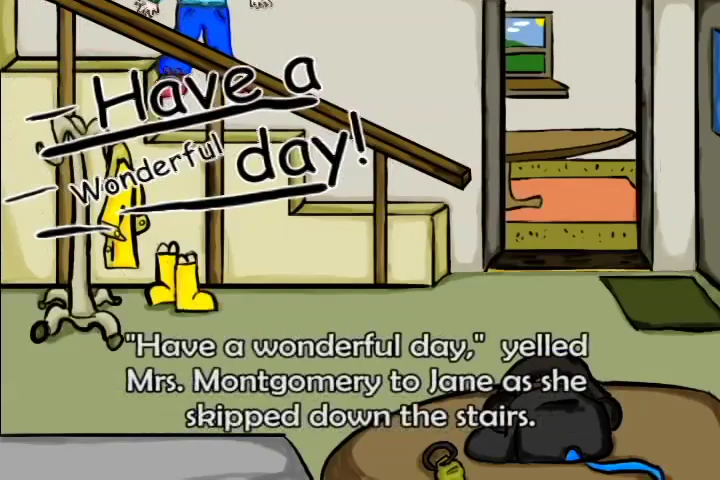 Have a
Wonderful day!
"Have a wonderful day," yelled
Mrs. Montgomery to Jane as she
skipped down the stairs.